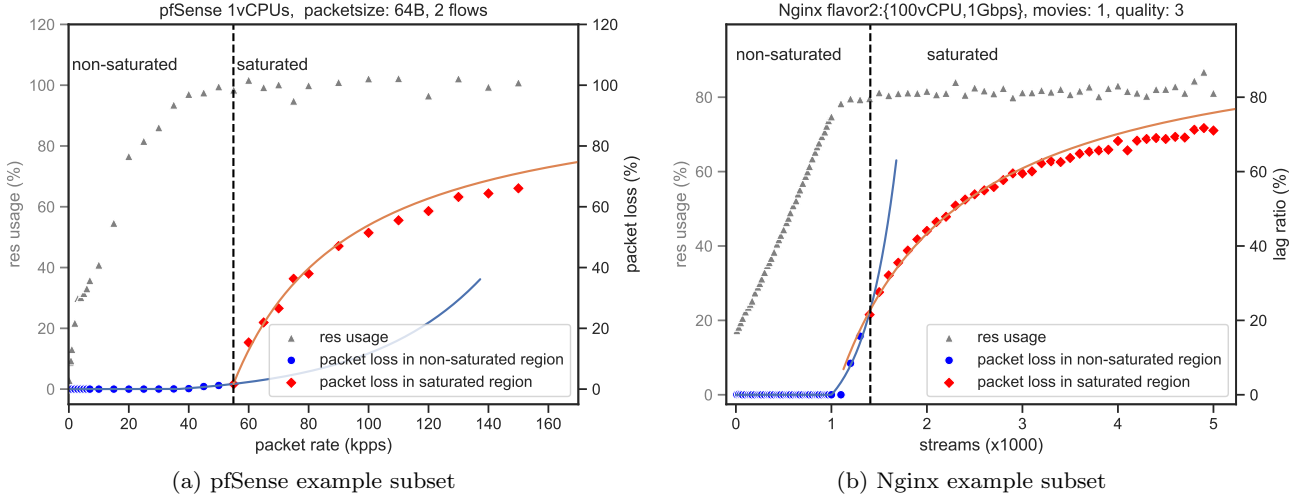 pfSense 1vCPUs, packetsize: 64B, 2 flows
120
100
80
60
40
20
0
res usage (%)
non-saturated
saturated
120
100
80
60
40
20
0
packet loss (%)
res usage
packet loss in non-saturated region
packet loss in saturated region
0 20 40 60 80 100 120 140 160
packet rate (kpps)
(a) pfSense example subset
Nginx flavor2:{100vCPU,1Gbps}, movies: 1, quality: 3
80
60
40
20
0
res usage (%)
non-saturated
saturated
80
60
40
20
0
lag ratio (%)
res usage
packet loss in non-saturated region
packet loss in saturated region
0 1 2 3 4 5
streams (x1000)
(b) Nginx example subset